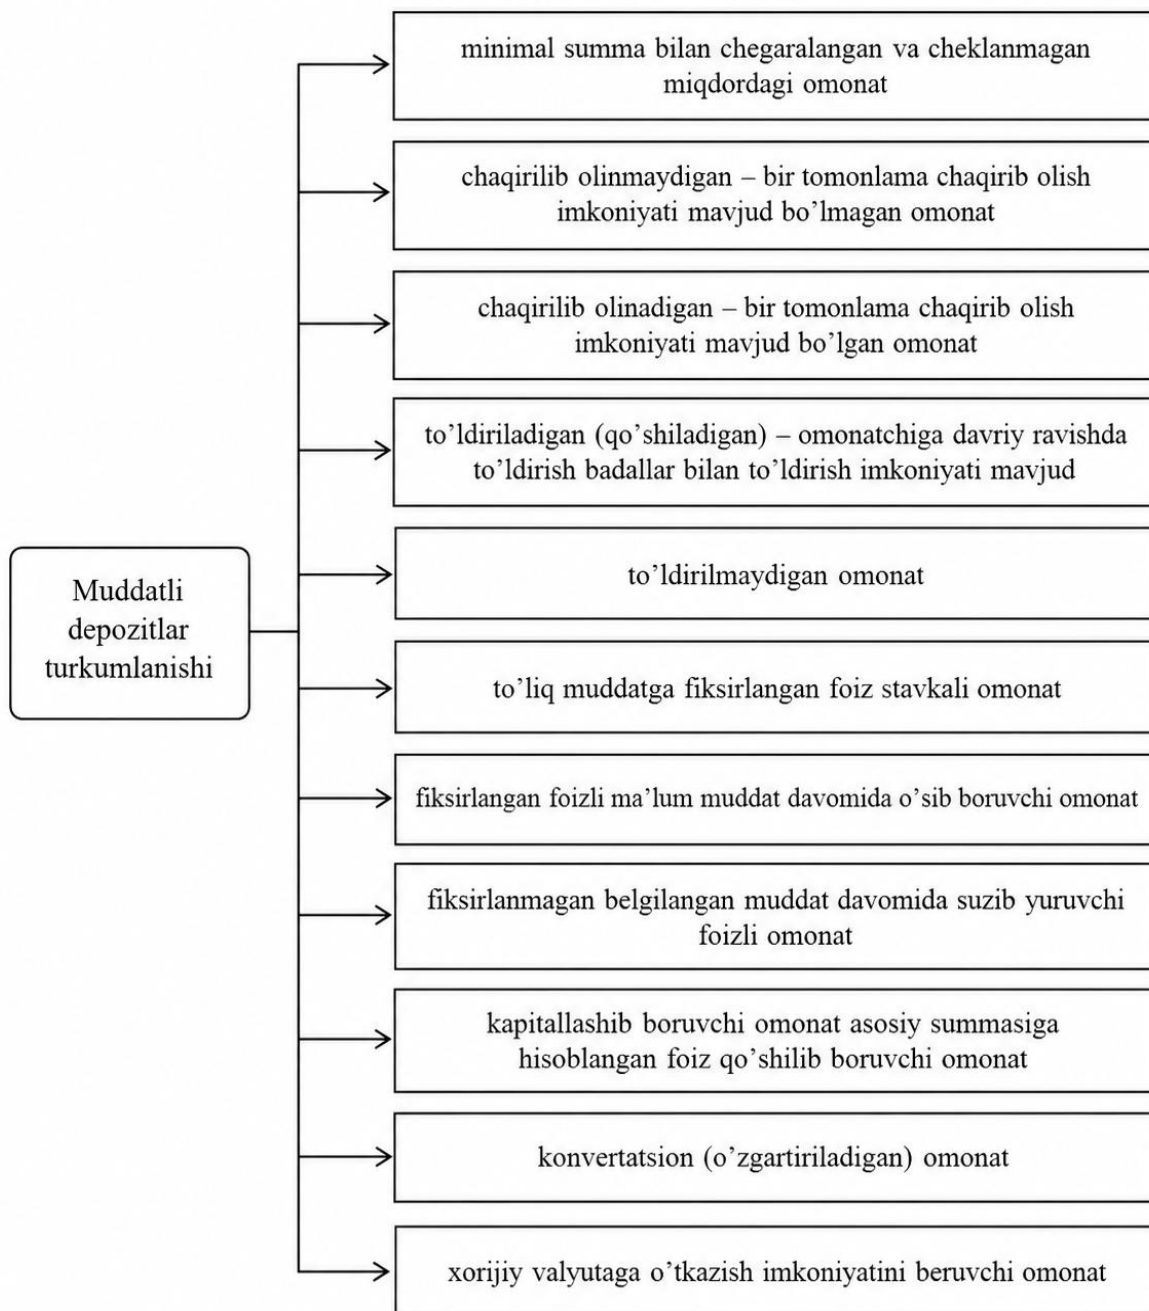 minimal summa bilan chegaralangan va cheklanmagan
miqdordagi omonat
chaqirilib olinmaydigan – bir tomonlama chaqirib olish
imkoniyati mavjud bo’lmagan omonat
chaqirilib olinadigan – bir tomonlama chaqirib olish
imkoniyati mavjud bo’lgan omonat
to’ldiriladigan (qo’shiladigan) – omonatchiga davriy ravishda
to’ldirish badallar bilan to’ldirish imkoniyati mavjud
Muddatli
depozitlar
turkumlanishi
to’ldirilmaydigan omonat
to’liq muddatga fiksirlangan foiz stavkali omonat
fiksirlangan foizli ma’lum muddat davomida o’sib boruvchi omonat
fiksirlanmagan belgilangan muddat davomida suzib yuruvchi
foizli omonat
kapitallashib boruvchi omonat asosiy summasiga
hisoblangan foiz qo’shilib boruvchi omonat
konvertatsion (o’zgartiriladigan) omonat
xorijiy valyutaga o’tkazish imkoniyatini beruvchi omonat